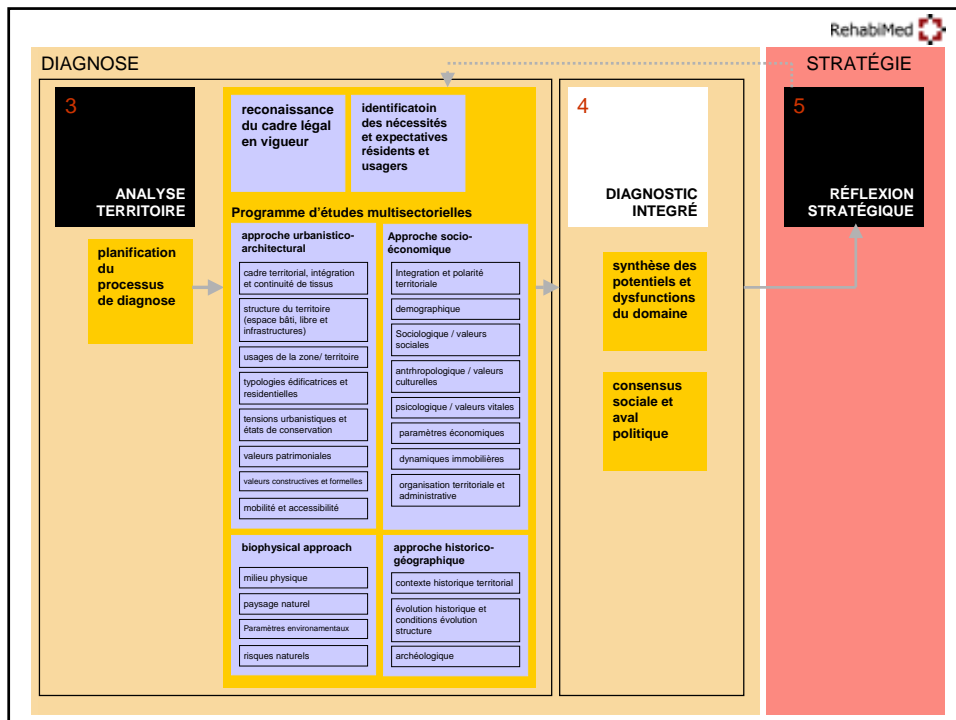 RehabiMed
DIAGNOSE
STRATÉGIE
3
ANALYSE
TERRITOIRE
planification
du
processus
de diagnose
reconaissance
du cadre légal
en vigueur
identificatoin
des nécessités
et expectatives
résidents et
usagers
Programme d'études multisectorielles
approche urbanistico-
architectural
cadre territorial, intégration
et continuité de tissus
structure du territoire
(espace bâti, libre et
infrastructures)
usages de la zone/ territoire
typologies édificatrices et
residentielles
tensions urbanistiques et
états de conservation
valeurs patrimoniales
valeurs constructives et formelles
mobilité et accessibilité
Approche socio-
économique
Integration et polarité
territoriale
demographique
Sociologique / valeurs
sociales
antrhropologique / valeurs
culturelles
psicologique / valeurs vitales
paramètres économiques
dynamiques immobilières
organisation territoriale et
administrative
biophysical approach
milieu physique
paysage naturel
Paramètres environamentaux
risques naturels
approche historico-
géographique
contexte historique territorial
évolution historique et
conditions évolution
structure
archéologique
4
DIAGNOSTIC
INTEGRÉ
synthèse des
potentiels et
dysfunctions
du domaine
consensus
sociale et
aval
politique
5
RÉFLEXION
STRATÉGIQUE